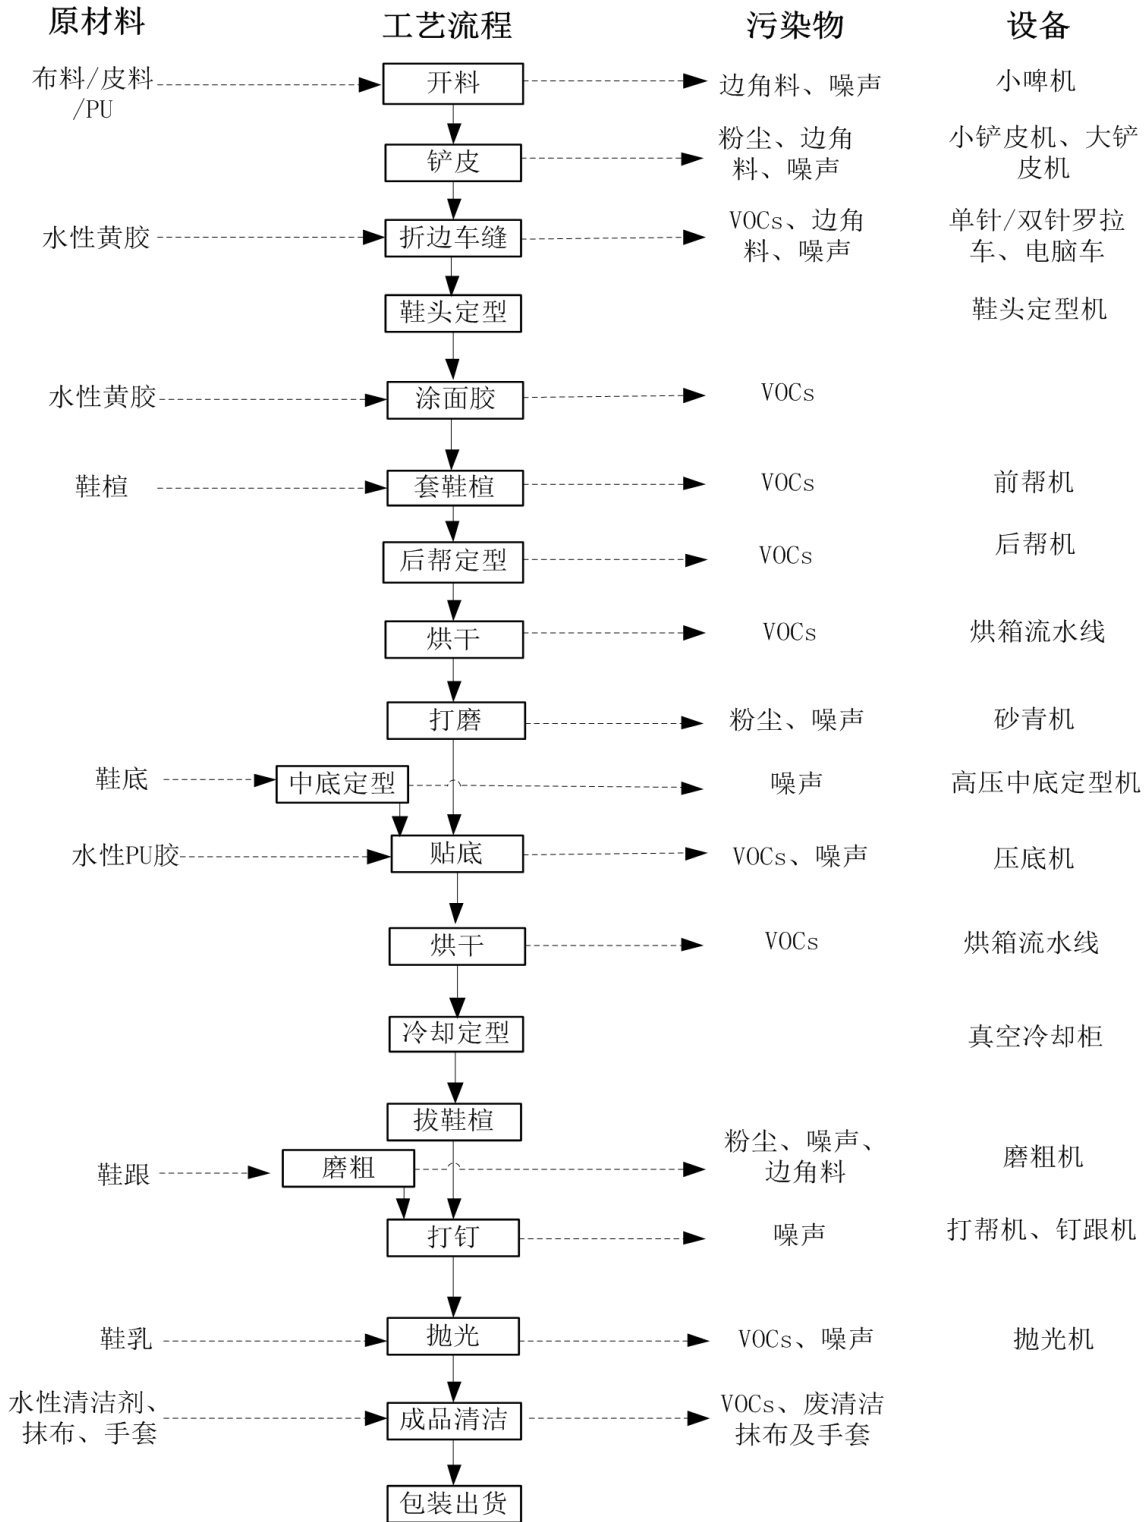 原材料 工艺流程 污染物 设备
布料/皮料
/PU
开料
边角料、噪声
小啤机
铲皮
粉尘、边角
料、噪声
小铲皮机、大铲
皮机
水性黄胶
折边车缝
VOCs、边角
料、噪声
单针/双针罗拉
车、电脑车
鞋头定型
鞋头定型机
水性黄胶
涂面胶
VOCs
鞋楦
套鞋楦
VOCs
前帮机
后帮定型
VOCs
后帮机
烘干
VOCs
烘箱流水线
打磨
粉尘、噪声
砂青机
鞋底
中底定型
噪声
高压中底定型机
水性PU胶
贴底
VOCs、噪声
压底机
烘干
VOCs
烘箱流水线
冷却定型
真空冷却柜
拔鞋楦
鞋跟
磨粗
粉尘、噪声、
边角料
磨粗机
打钉
噪声
打帮机、钉跟机
鞋乳
抛光
VOCs、噪声
抛光机
水性清洁剂、
抹布、手套
成品清洁
VOCs、废清洁
抹布及手套
包装出货